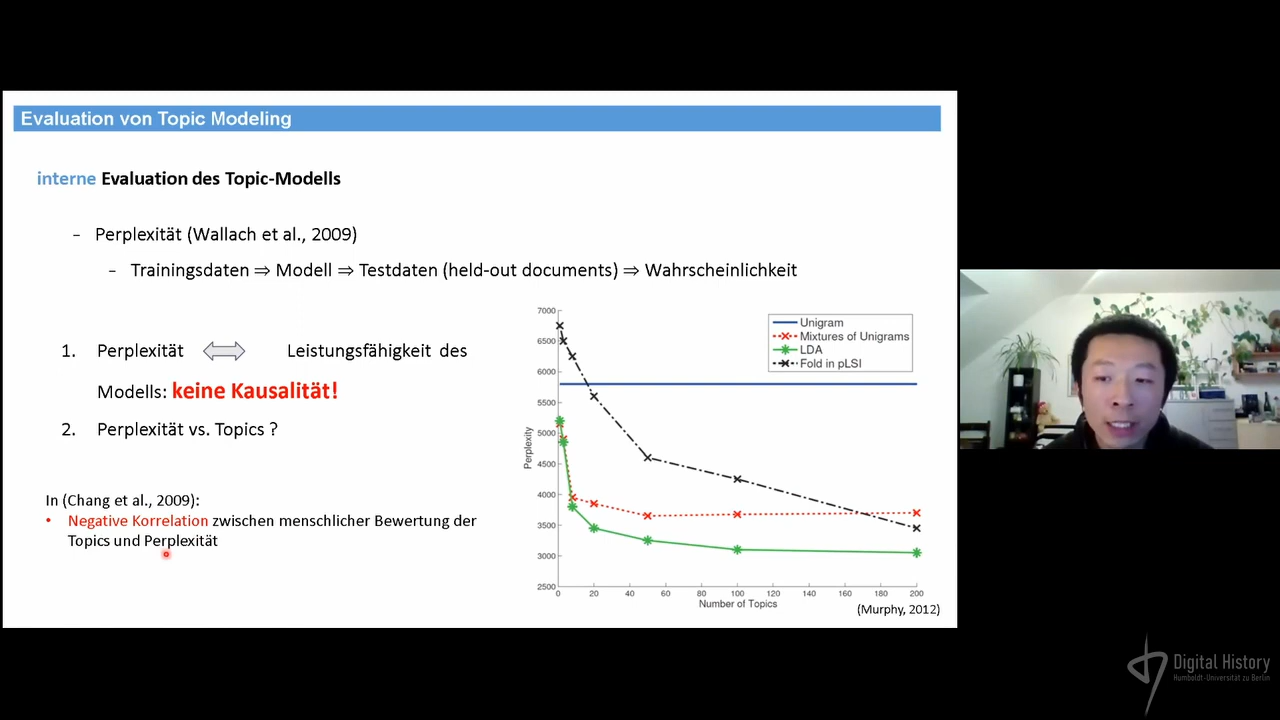 Evaluation von Topic Modeling
interne Evaluation des Topic-Modells
– Perplexität (Wallach et al., 2009)
– Trainingsdaten ⇒ Modell ⇒ Testdaten (held-out documents) ⇒ Wahrscheinlichkeit
1. Perplexität Leistungsfähigkeit des
Modells: keine Kausalität!
2. Perplexität vs. Topics ?
In (Chang et al., 2009):
• Negative Korrelation zwischen menschlicher Bewertung der
Topics und Perplexität
7000
6500
6000
5500
5000
4500
4000
3500
3000
2500
Perplexity
0 20 40 60 80 100 120 140 160 180 200
Number of Topics
Unigram
Mixtures of Unigrams
LDA
Fold in pLSI
(Murphy, 2012)
Digital History
Humboldt-Universität zu Berlin